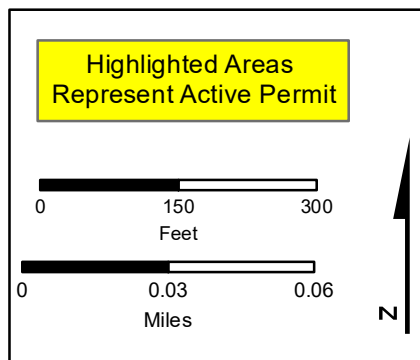 Highlighted Areas
Represent Active Permit
0 150 300
Feet
0 0.03 0.06
Miles
N